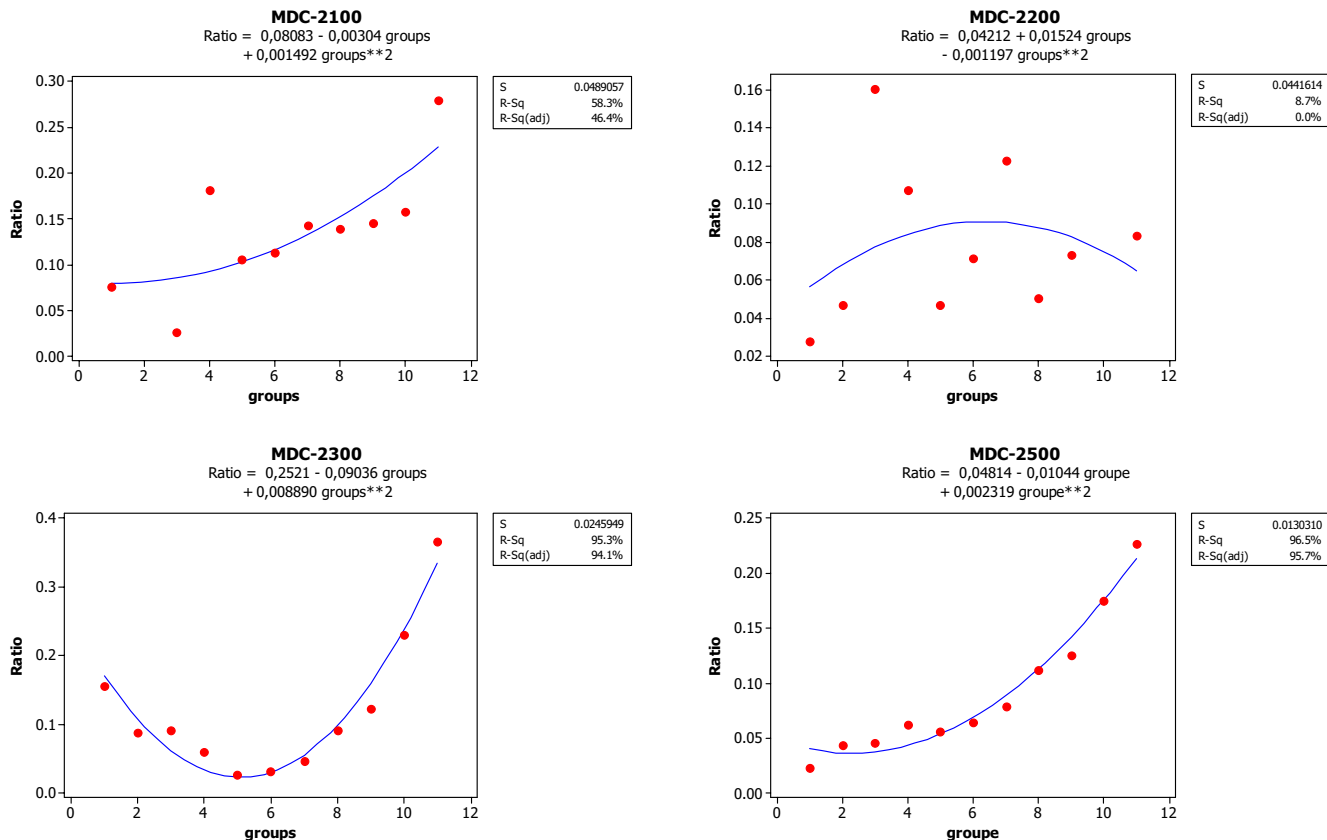 MDC-2100
Ratio = 0,08083 - 0,00304 groups
+ 0,001492 groups**2
S 0.0489057
R-Sq 58.3%
R-Sq(adj) 46.4%
0.30
0.25
0.20
0.15
0.10
0.05
0.00
Ratio
0 2 4 6 8 10 12
groups
MDC-2200
Ratio = 0,04212 + 0,01524 groups
- 0,001197 groups**2
S 0.0441614
R-Sq 8.7%
R-Sq(adj) 0.0%
0.16
0.14
0.12
0.10
0.08
0.06
0.04
0.02
Ratio
0 2 4 6 8 10 12
groups
MDC-2300
Ratio = 0,2521 - 0,09036 groups
+ 0,008890 groups**2
S 0.0245949
R-Sq 95.3%
R-Sq(adj) 94.1%
0.4
0.3
0.2
0.1
0.0
Ratio
0 2 4 6 8 10 12
groups
MDC-2500
Ratio = 0,04814 - 0,01044 groupe
+ 0,002319 groupe**2
S 0.0130310
R-Sq 96.5%
R-Sq(adj) 95.7%
0.25
0.20
0.15
0.10
0.05
0.00
Ratio
0 2 4 6 8 10 12
groupe